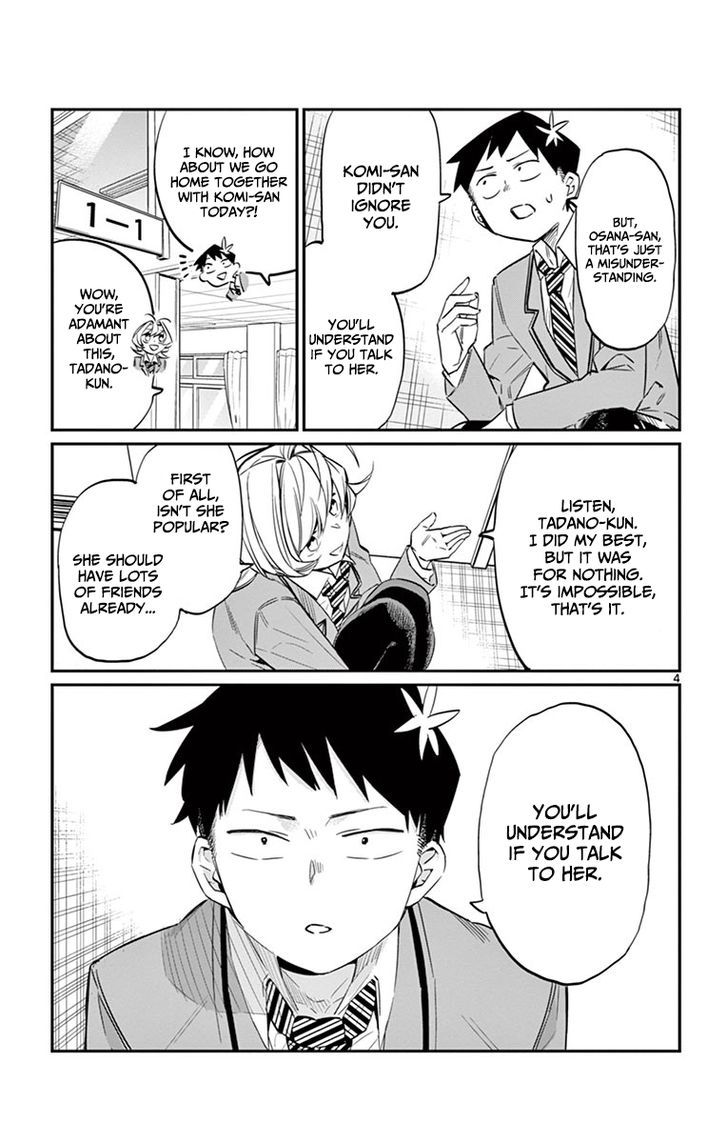 BUT,
OSANA-SAN,
THAT'S JUST
A MISUNDER-
STANDING.
KOMI-SAN
DIDN'T
IGNORE
YOU.
YOU'LL
UNDERSTAND
IF YOU TALK
TO HER.
I KNOW, HOW
ABOUT WE GO
HOME TOGETHER
WITH KOMI-SAN
TODAY?!
1-1
WOW,
YOU'RE
ADAMANT
ABOUT
THIS,
TADANO-
KUN.
LISTEN,
TADANO-KUN.
I DID MY BEST,
BUT IT WAS
FOR NOTHING.
IT'S IMPOSSIBLE,
THAT'S IT.
FIRST
OF ALL,
ISN'T SHE
POPULAR?
SHE SHOULD
HAVE LOTS
OF FRIENDS
ALREADY...
4
YOU'LL
UNDERSTAND
IF YOU TALK
TO HER.